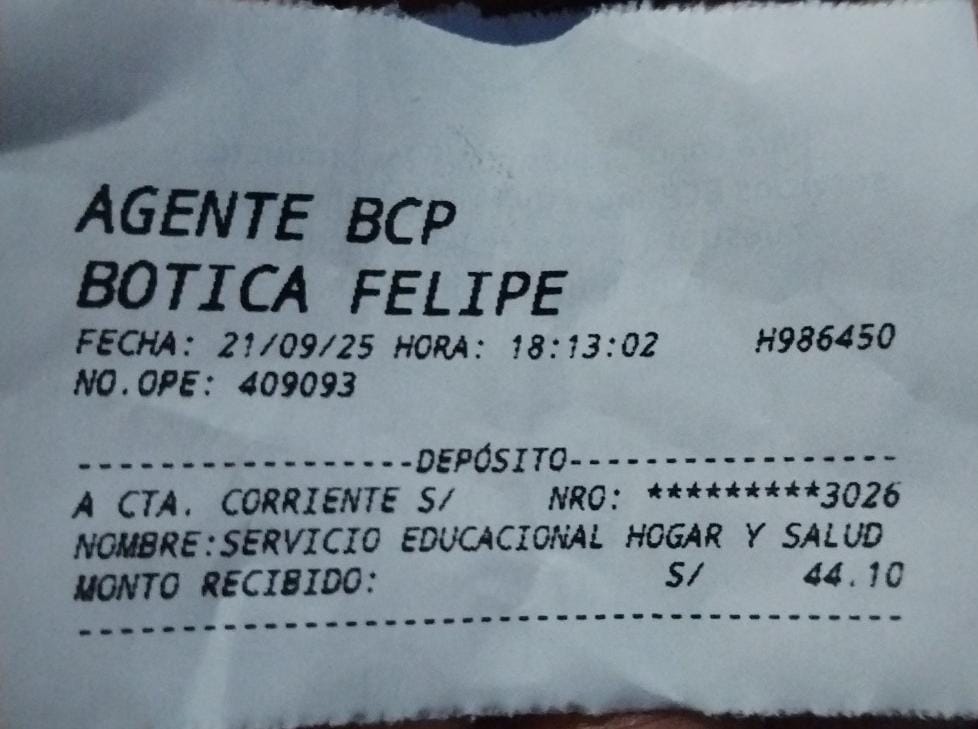 AGENTE BCP
BOTICA FELIPE
FECHA: 21/09/25 HORA: 18:13:02 H986450
NO.OPE: 409093
-----------------DEPÓSITO-----------------
A CTA. CORRIENTE S/ NRO: *********3026
NOMBRE:SERVICIO EDUCACIONAL HOGAR Y SALUD
MONTO RECIBIDO: S/ 44.10
------------------------------------------